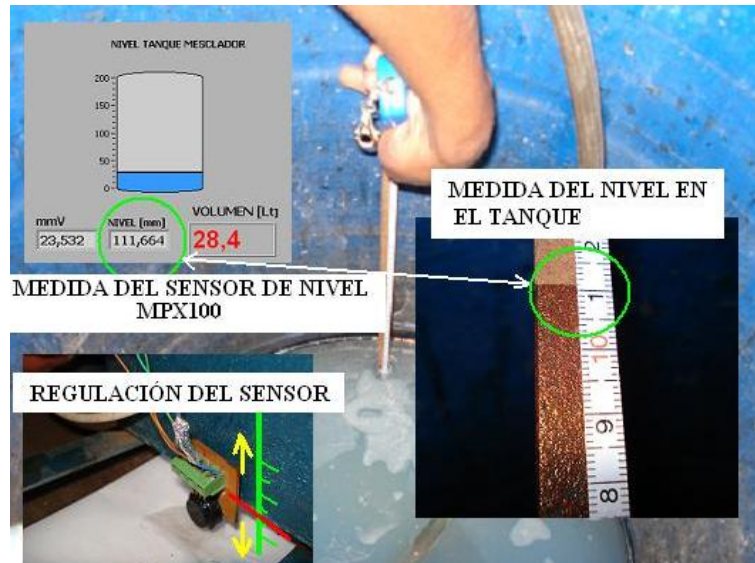 NIVEL TANQUE MESCLADOR
200
150
100
50
0
mmV
NIVEL [mm]
VOLUMEN [Lt]
23,532
111,664
28,4
MEDIDA DEL NIVEL EN
EL TANQUE
MEDIDA DEL SENSOR DE NIVEL
MPX100
REGULACIÓN DEL SENSOR
2
1
10
9
8